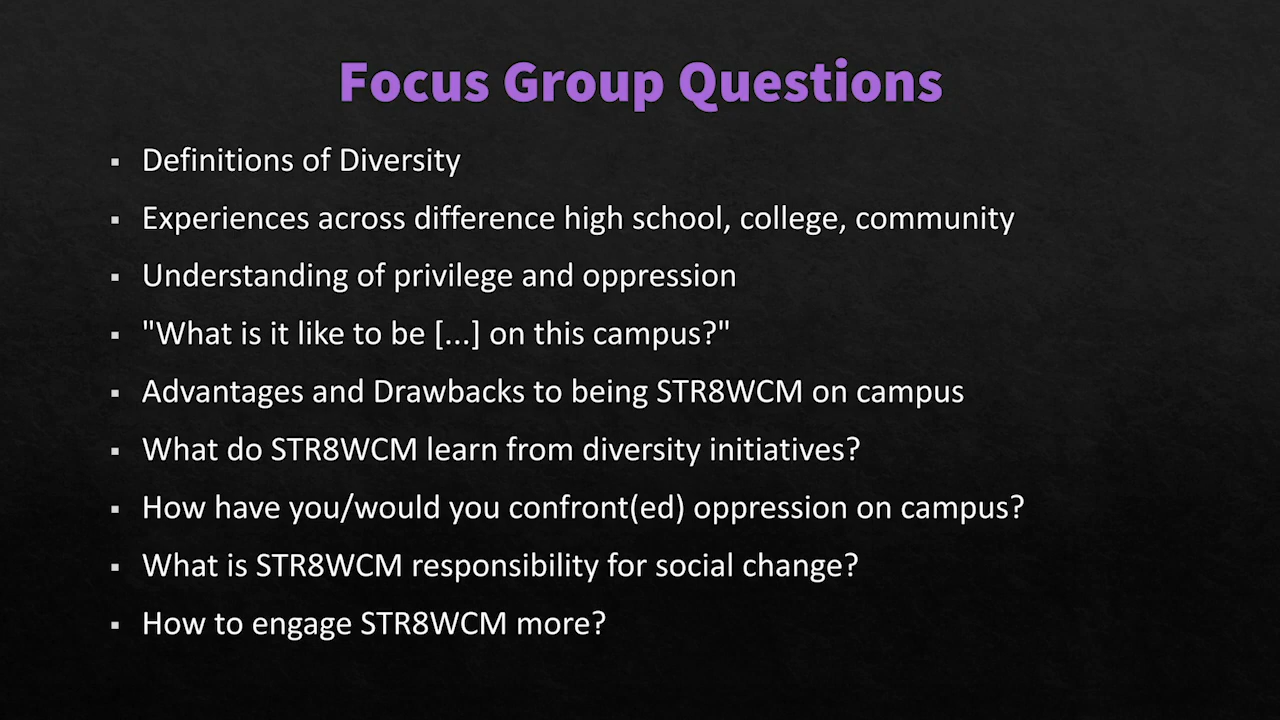 Focus Group Questions
▪ Definitions of Diversity
▪ Experiences across difference high school, college, community
▪ Understanding of privilege and oppression
▪ "What is it like to be [...] on this campus?"
▪ Advantages and Drawbacks to being STR8WCM on campus
▪ What do STR8WCM learn from diversity initiatives?
▪ How have you/would you confront(ed) oppression on campus?
▪ What is STR8WCM responsibility for social change?
▪ How to engage STR8WCM more?